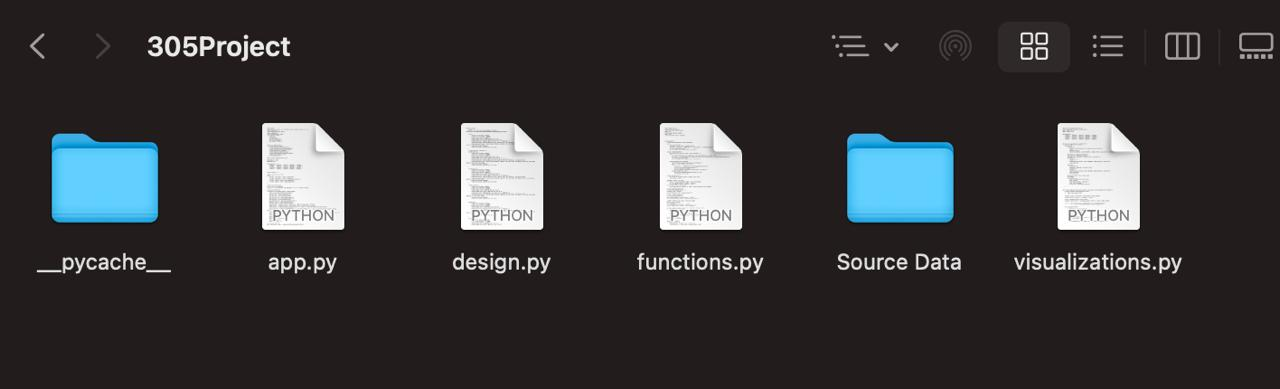 305Project
PYTHON
PYTHON
PYTHON
PYTHON
__pycache__
app.py
design.py
functions.py
Source Data
visualizations.py